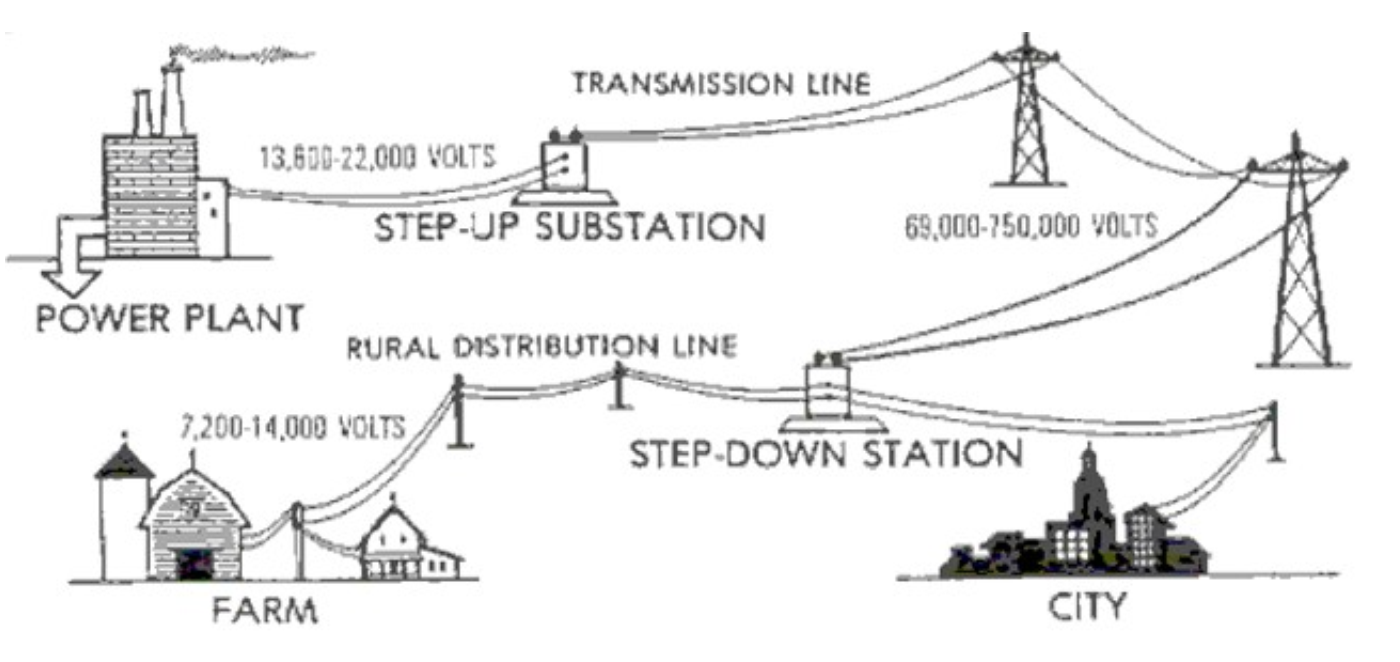 TRANSMISSION LINE
13,800-22,000 VOLTS
STEP-UP SUBSTATION
69,000-750,000 VOLTS
POWER PLANT
RURAL DISTRIBUTION LINE
7,200-14,000 VOLTS
STEP-DOWN STATION
FARM
CITY